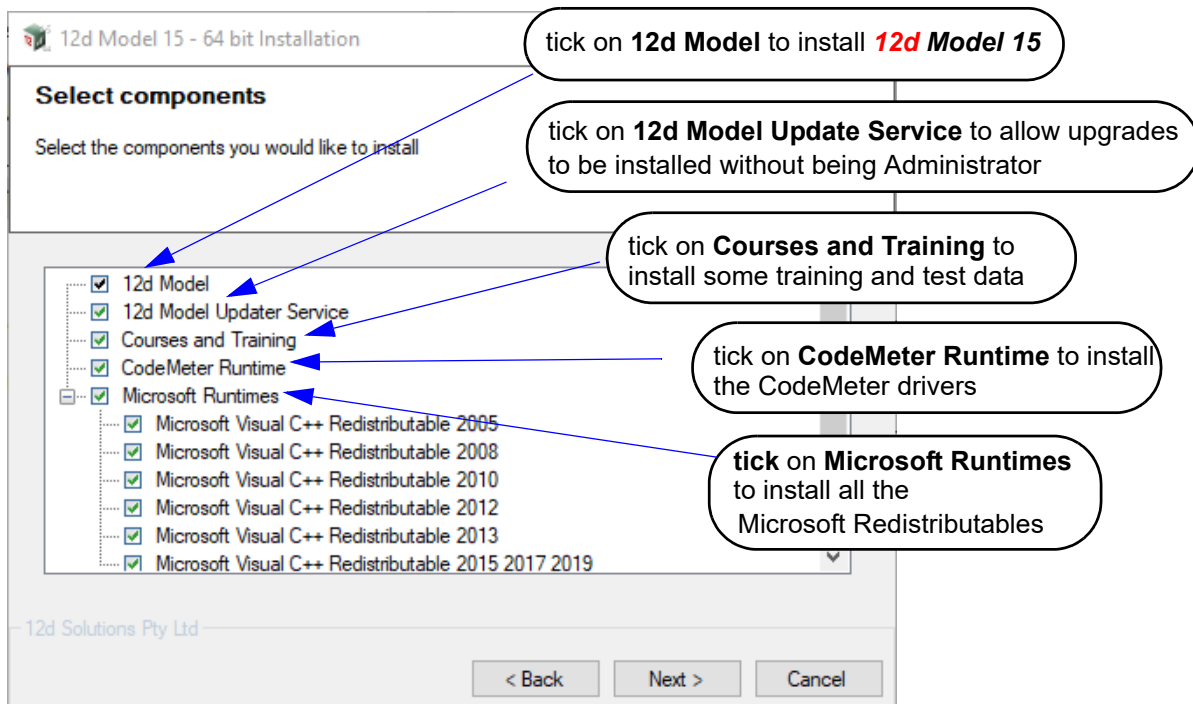 12d Model 15 - 64 bit Installation
tick on 12d Model to install 12d Model 15
Select components
Select the components you would like to install
tick on 12d Model Update Service to allow upgrades
to be installed without being Administrator
tick on Courses and Training to
install some training and test data
12d Model
12d Model Updater Service
Courses and Training
CodeMeter Runtime
Microsoft Runtimes
Microsoft Visual C++ Redistributable 2005
Microsoft Visual C++ Redistributable 2008
Microsoft Visual C++ Redistributable 2010
Microsoft Visual C++ Redistributable 2012
Microsoft Visual C++ Redistributable 2013
Microsoft Visual C++ Redistributable 2015 2017 2019
tick on CodeMeter Runtime to install
the CodeMeter drivers
tick on Microsoft Runtimes
to install all the
Microsoft Redistributables
12d Solutions Pty Ltd
< Back
Next >
Cancel